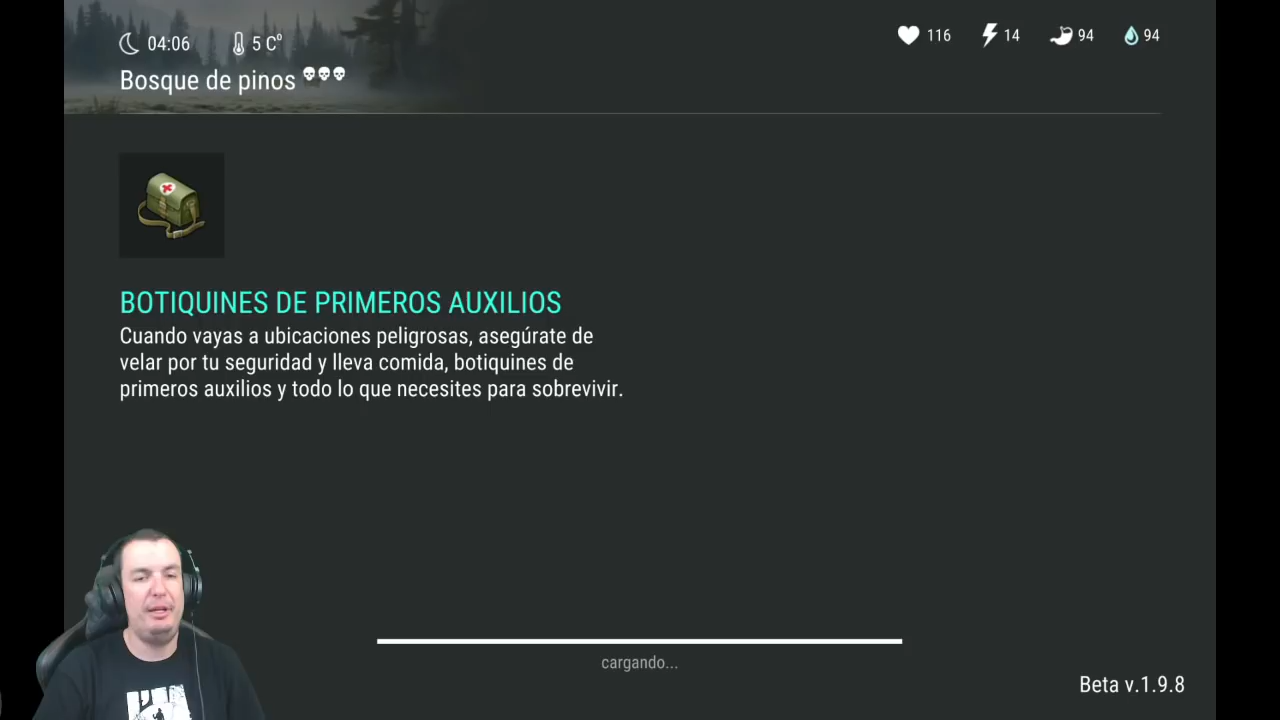 04:06 5 Cº
116 14 94 94
Bosque de pinos
BOTIQUINES DE PRIMEROS AUXILIOS
Cuando vayas a ubicaciones peligrosas, asegúrate de
velar por tu seguridad y lleva comida, botiquines de
primeros auxilios y todo lo que necesites para sobrevivir.
cargando...
Beta v.1.9.8